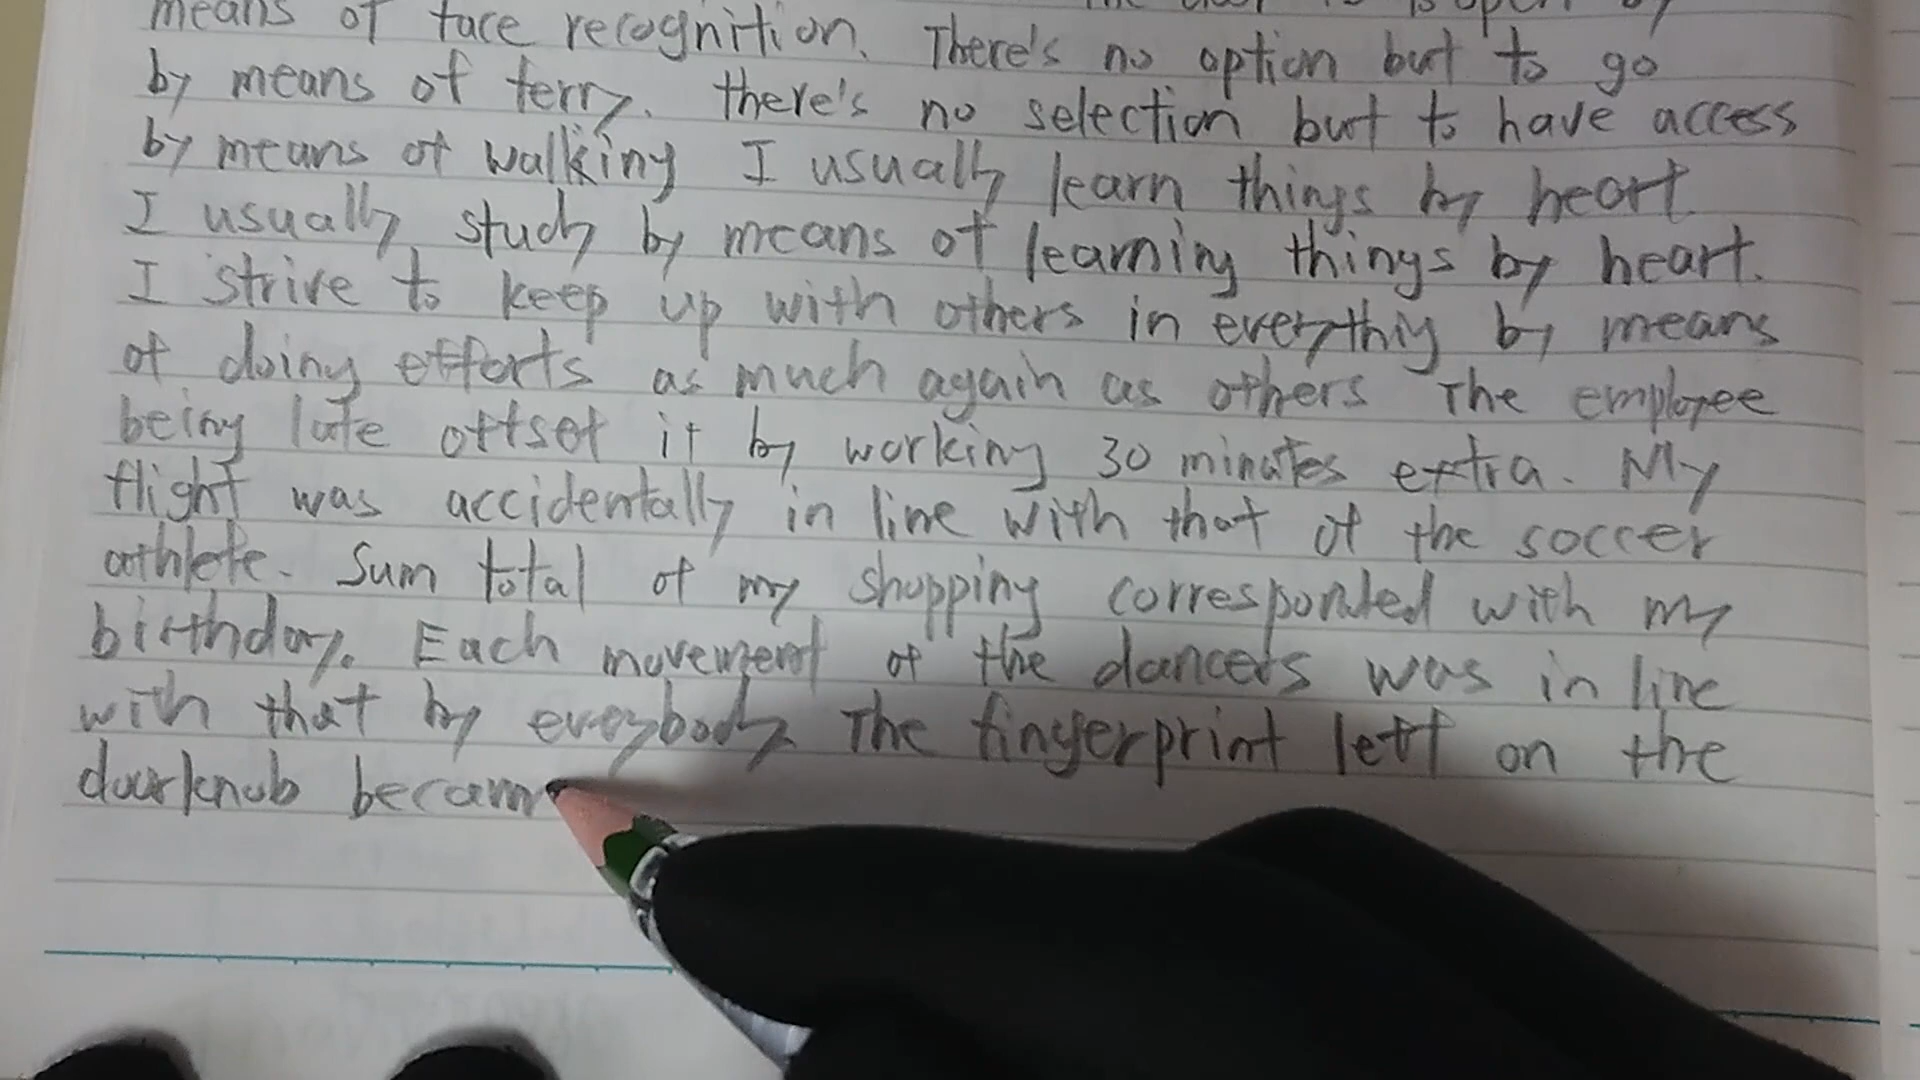 is open by
means of face recognition. There's no option but to go
by means of ferry. there's no selection but to have access
by means of walking I usually learn things by heart
I usually study by means of learning things by heart.
I strive to keep up with others in everythig by means
of doing efforts as much again as others The employee
being late offset it by working 30 minutes extra. My
flight was accidentally in line with that of the soccer
athlete. Sum total of my shopping corresponded with my
birthday. Each movement of the dancers was in line
with that by everybody The fingerprint left on the
doorknob becam